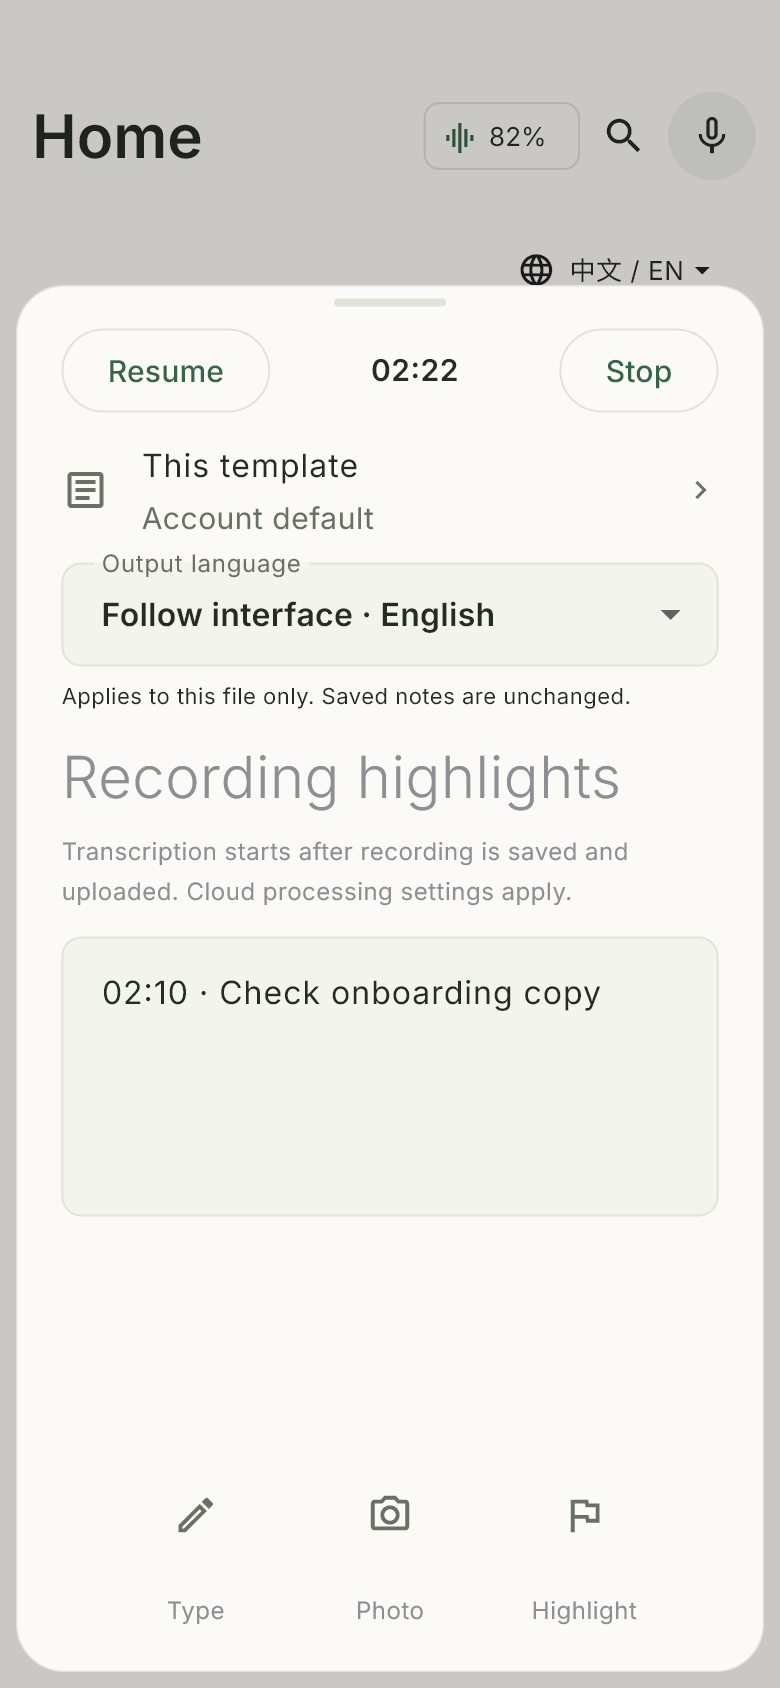 Home
82%
中文 / EN
Resume
02:22
Stop
This template
Account default
Output language
Follow interface · English
Applies to this file only. Saved notes are unchanged.
Recording highlights
Transcription starts after recording is saved and
uploaded. Cloud processing settings apply.
02:10 · Check onboarding copy
Type
Photo
Highlight